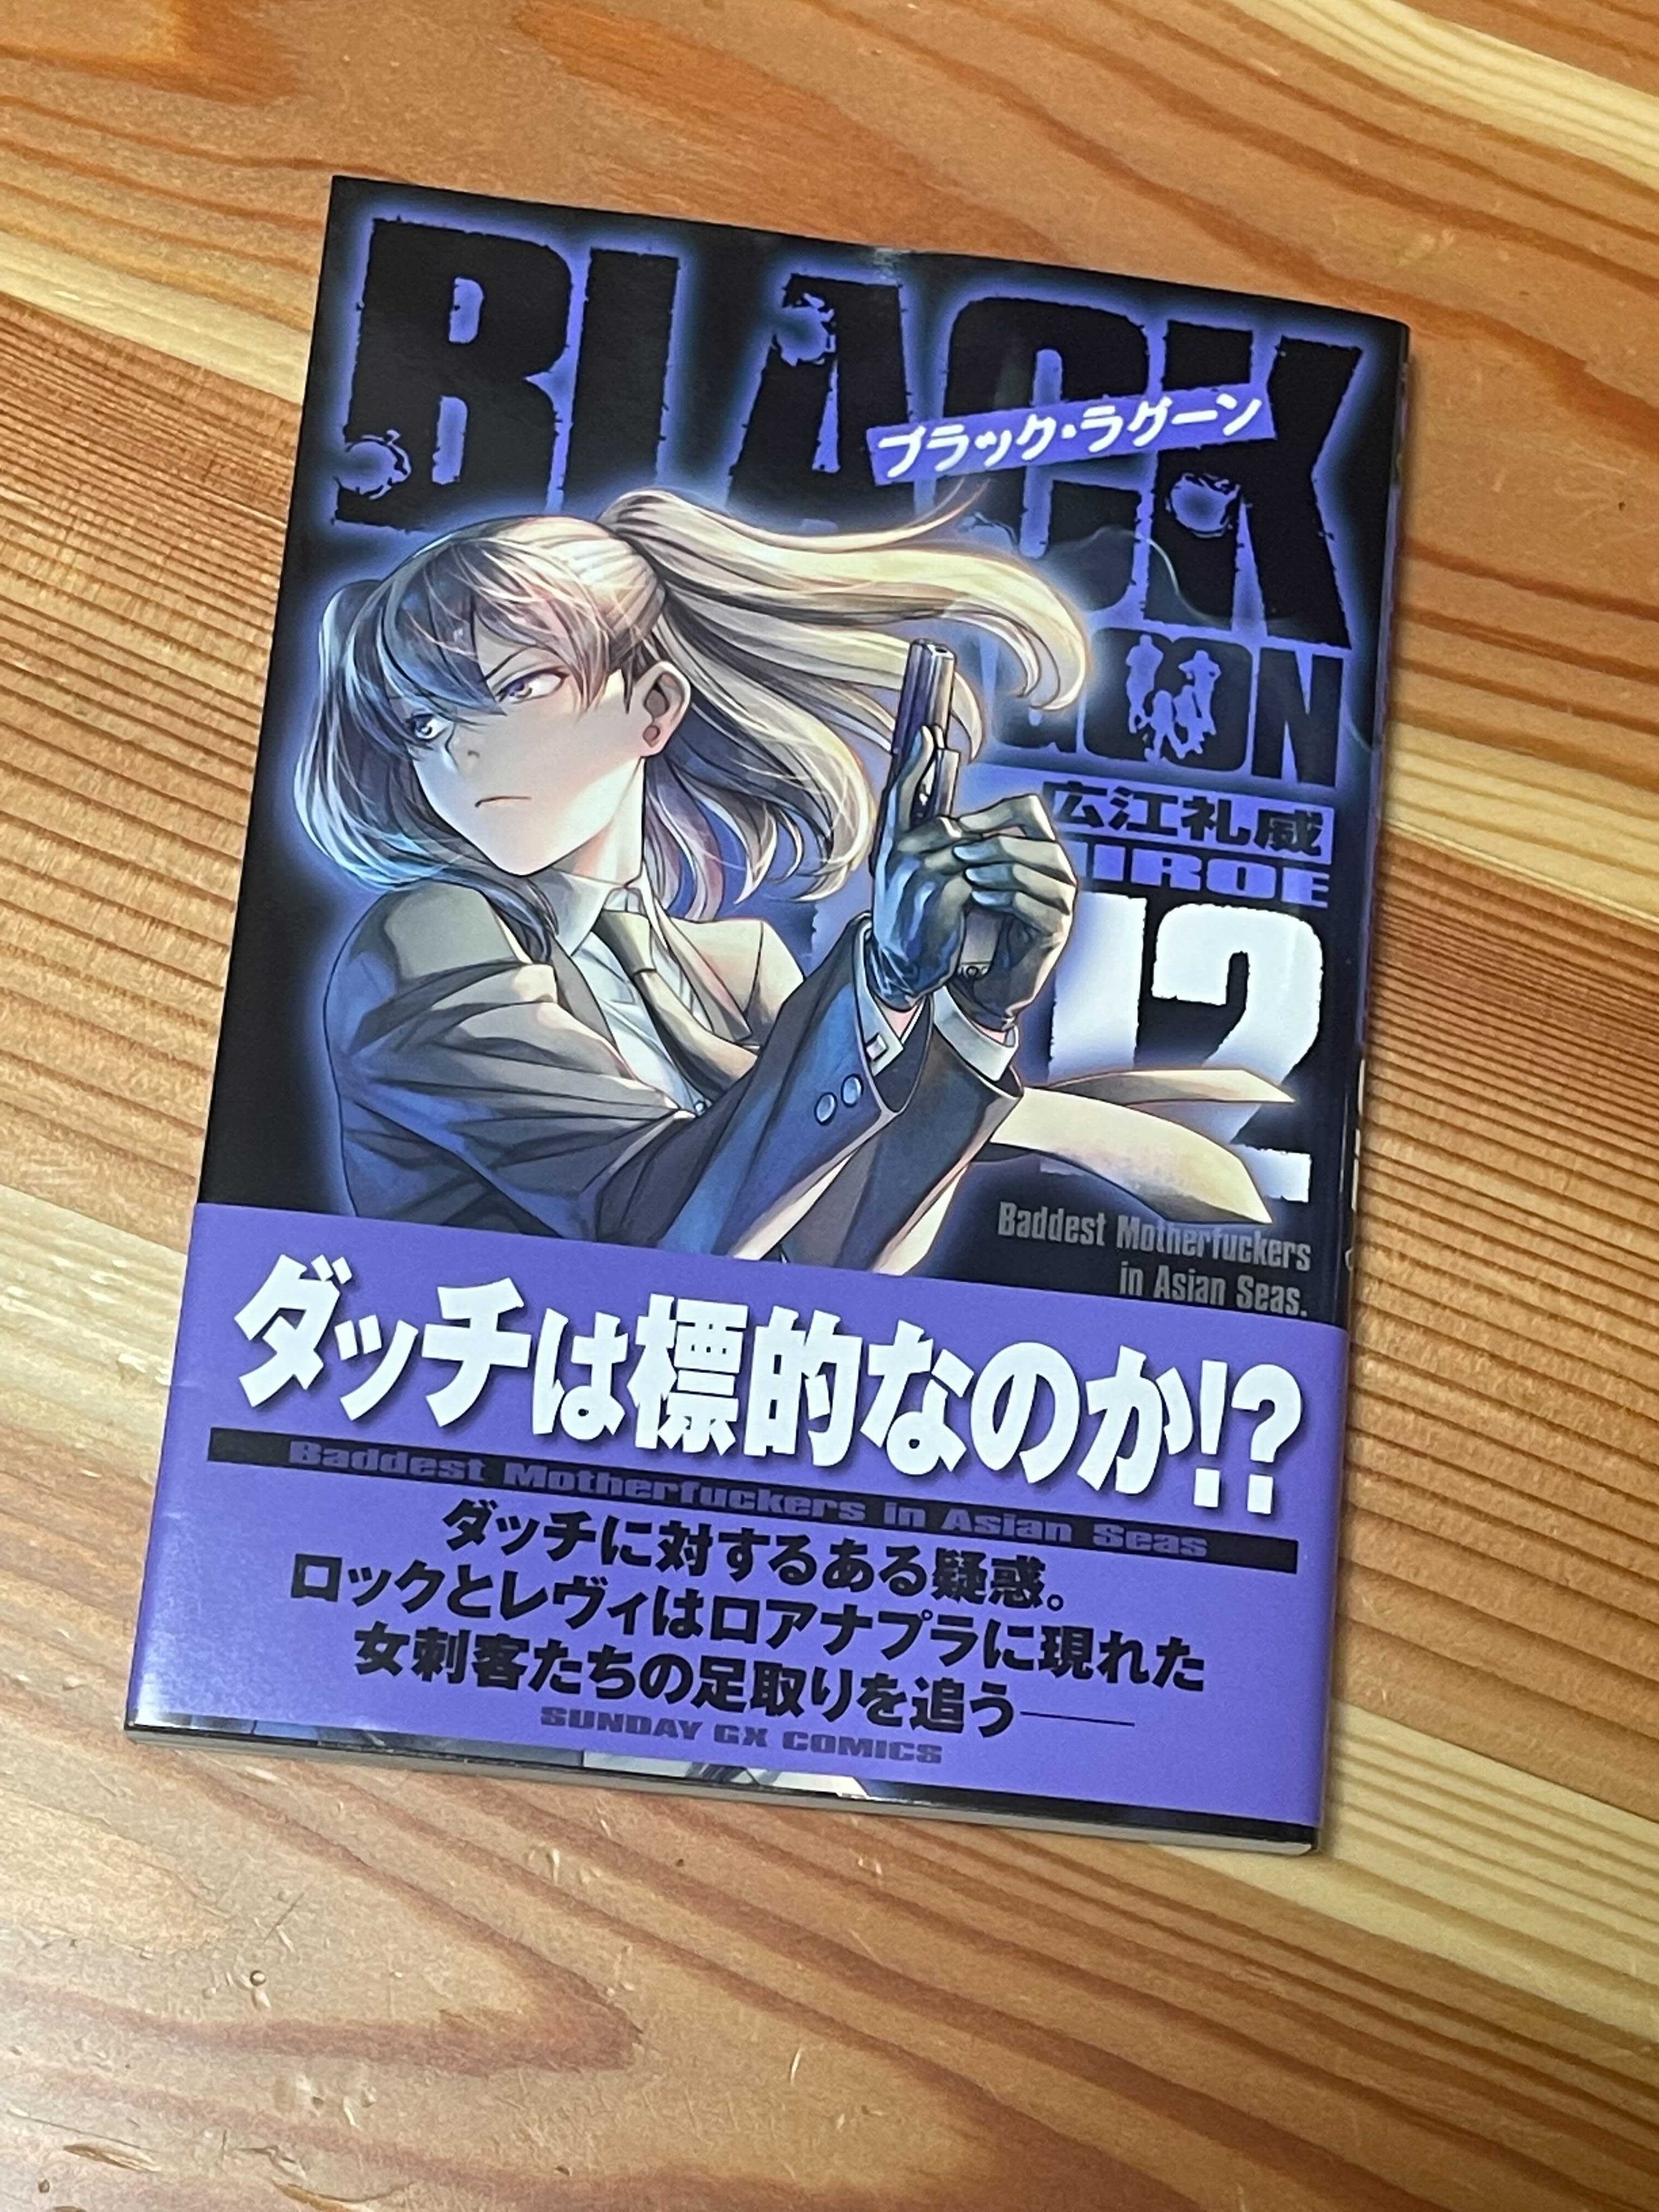 BLACK
ブラック・ラグーン
広江礼威
12
Baddest Motherfuckers
in Asian Seas.
ダッチは標的なのか!?
Baddest Motherfuckers in Asian Seas
ダッチに対するある疑惑。
ロックとレヴィはロアナプラに現れた
女刺客たちの足取りを追う――
SUNDAY GX COMICS